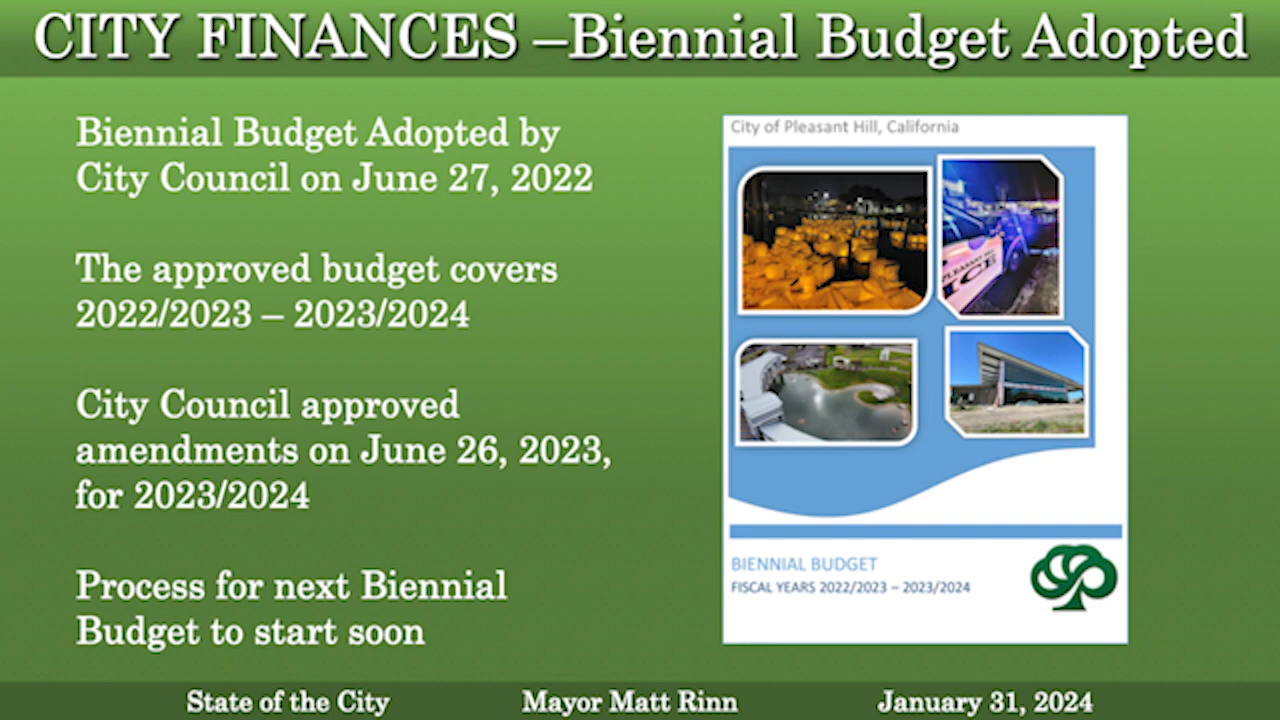 CITY FINANCES –Biennial Budget Adopted
Biennial Budget Adopted by
City Council on June 27, 2022
The approved budget covers
2022/2023 – 2023/2024
City Council approved
amendments on June 26, 2023,
for 2023/2024
Process for next Biennial
Budget to start soon
City of Pleasant Hill, California
PLEASANT HILL
ICE
BIENNIAL BUDGET
FISCAL YEARS 2022/2023 – 2023/2024
State of the City
Mayor Matt Rinn
January 31, 2024